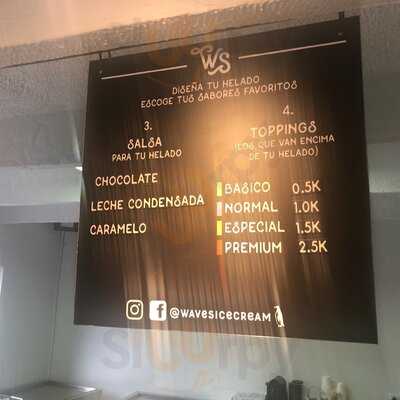 WS
DISEÑA TU HELADO
ESCOGE TUS SABORES FAVORITOS
3.
SALSA
PARA TU HELADO
CHOCOLATE
LECHE CONDENSADA
CARAMELO
4.
TOPPINGS
(LOS QUE VAN ENCIMA
DE TU HELADO)
BASICO 0.5K
NORMAL 1.0K
ESPECIAL 1.5K
PREMIUM 2.5K
@WAVESICECREAM